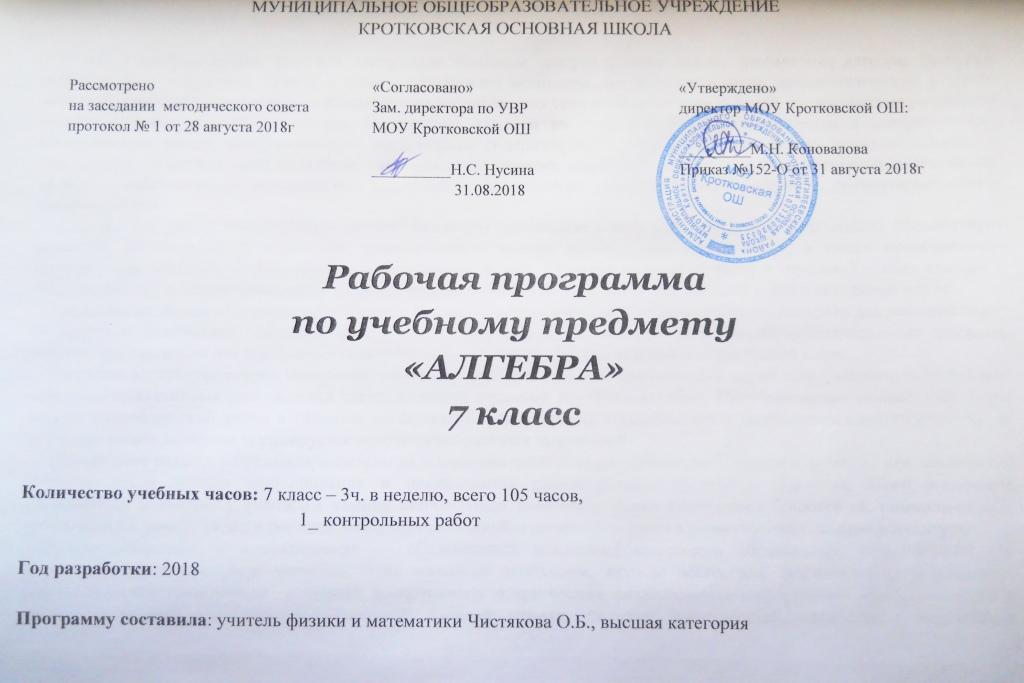 МУНИЦИПАЛЬНОЕ ОБЩЕОБРАЗОВАТЕЛЬНОЕ УЧРЕЖДЕНИЕ
КРОТКОВСКАЯ ОСНОВНАЯ ШКОЛА
Рассмотрено
на заседании методического совета
протокол № 1 от 28 августа 2018г
«Согласовано»
Зам. директора по УВР
МОУ Кротковской ОШ
__________Н.С. Нусина
31.08.2018
«Утверждено»
директор МОУ Кротковской ОШ:
М.Н. Коновалова
Приказ №152-О от 31 августа 2018г
МОУ
Кротковская
ОШ
Рабочая программа
по учебному предмету
«АЛГЕБРА»
7 класс
Количество учебных часов: 7 класс – 3ч. в неделю, всего 105 часов,
1_ контрольных работ
Год разработки: 2018
Программу составила: учитель физики и математики Чистякова О.Б., высшая категория